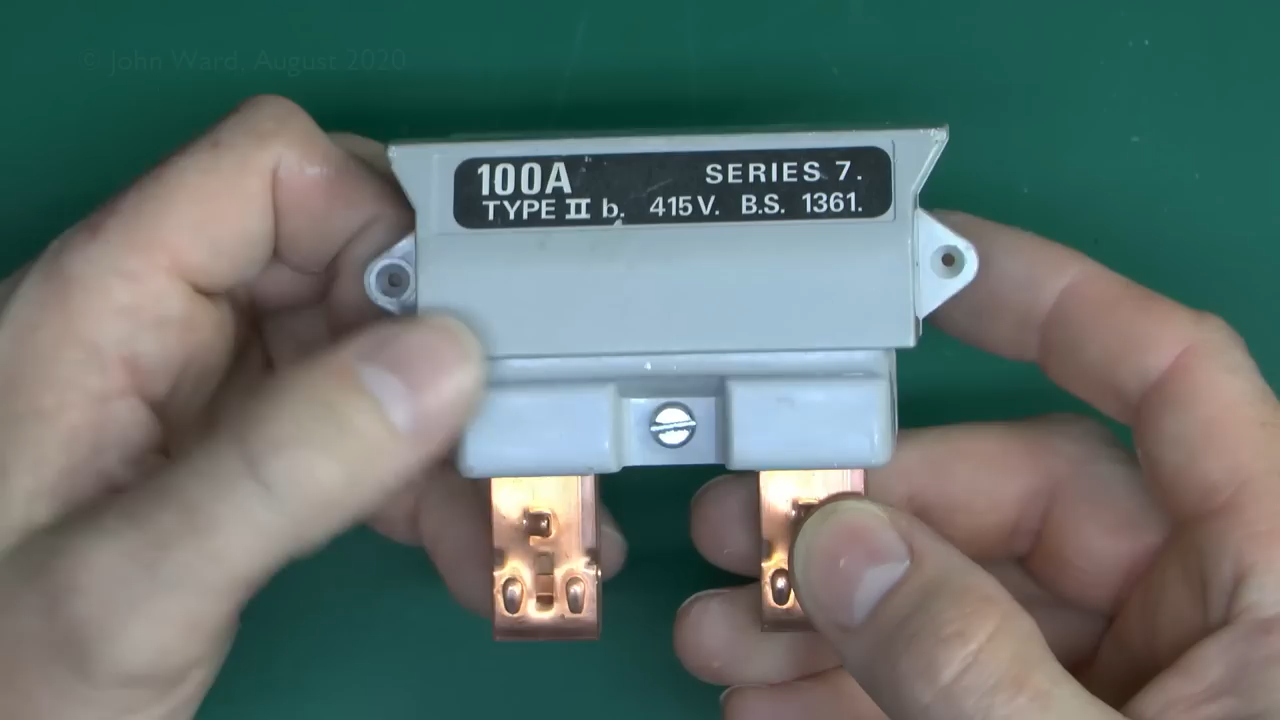 © John Ward, August 2020
100A SERIES 7.
TYPE II b. 415V. B.S. 1361.